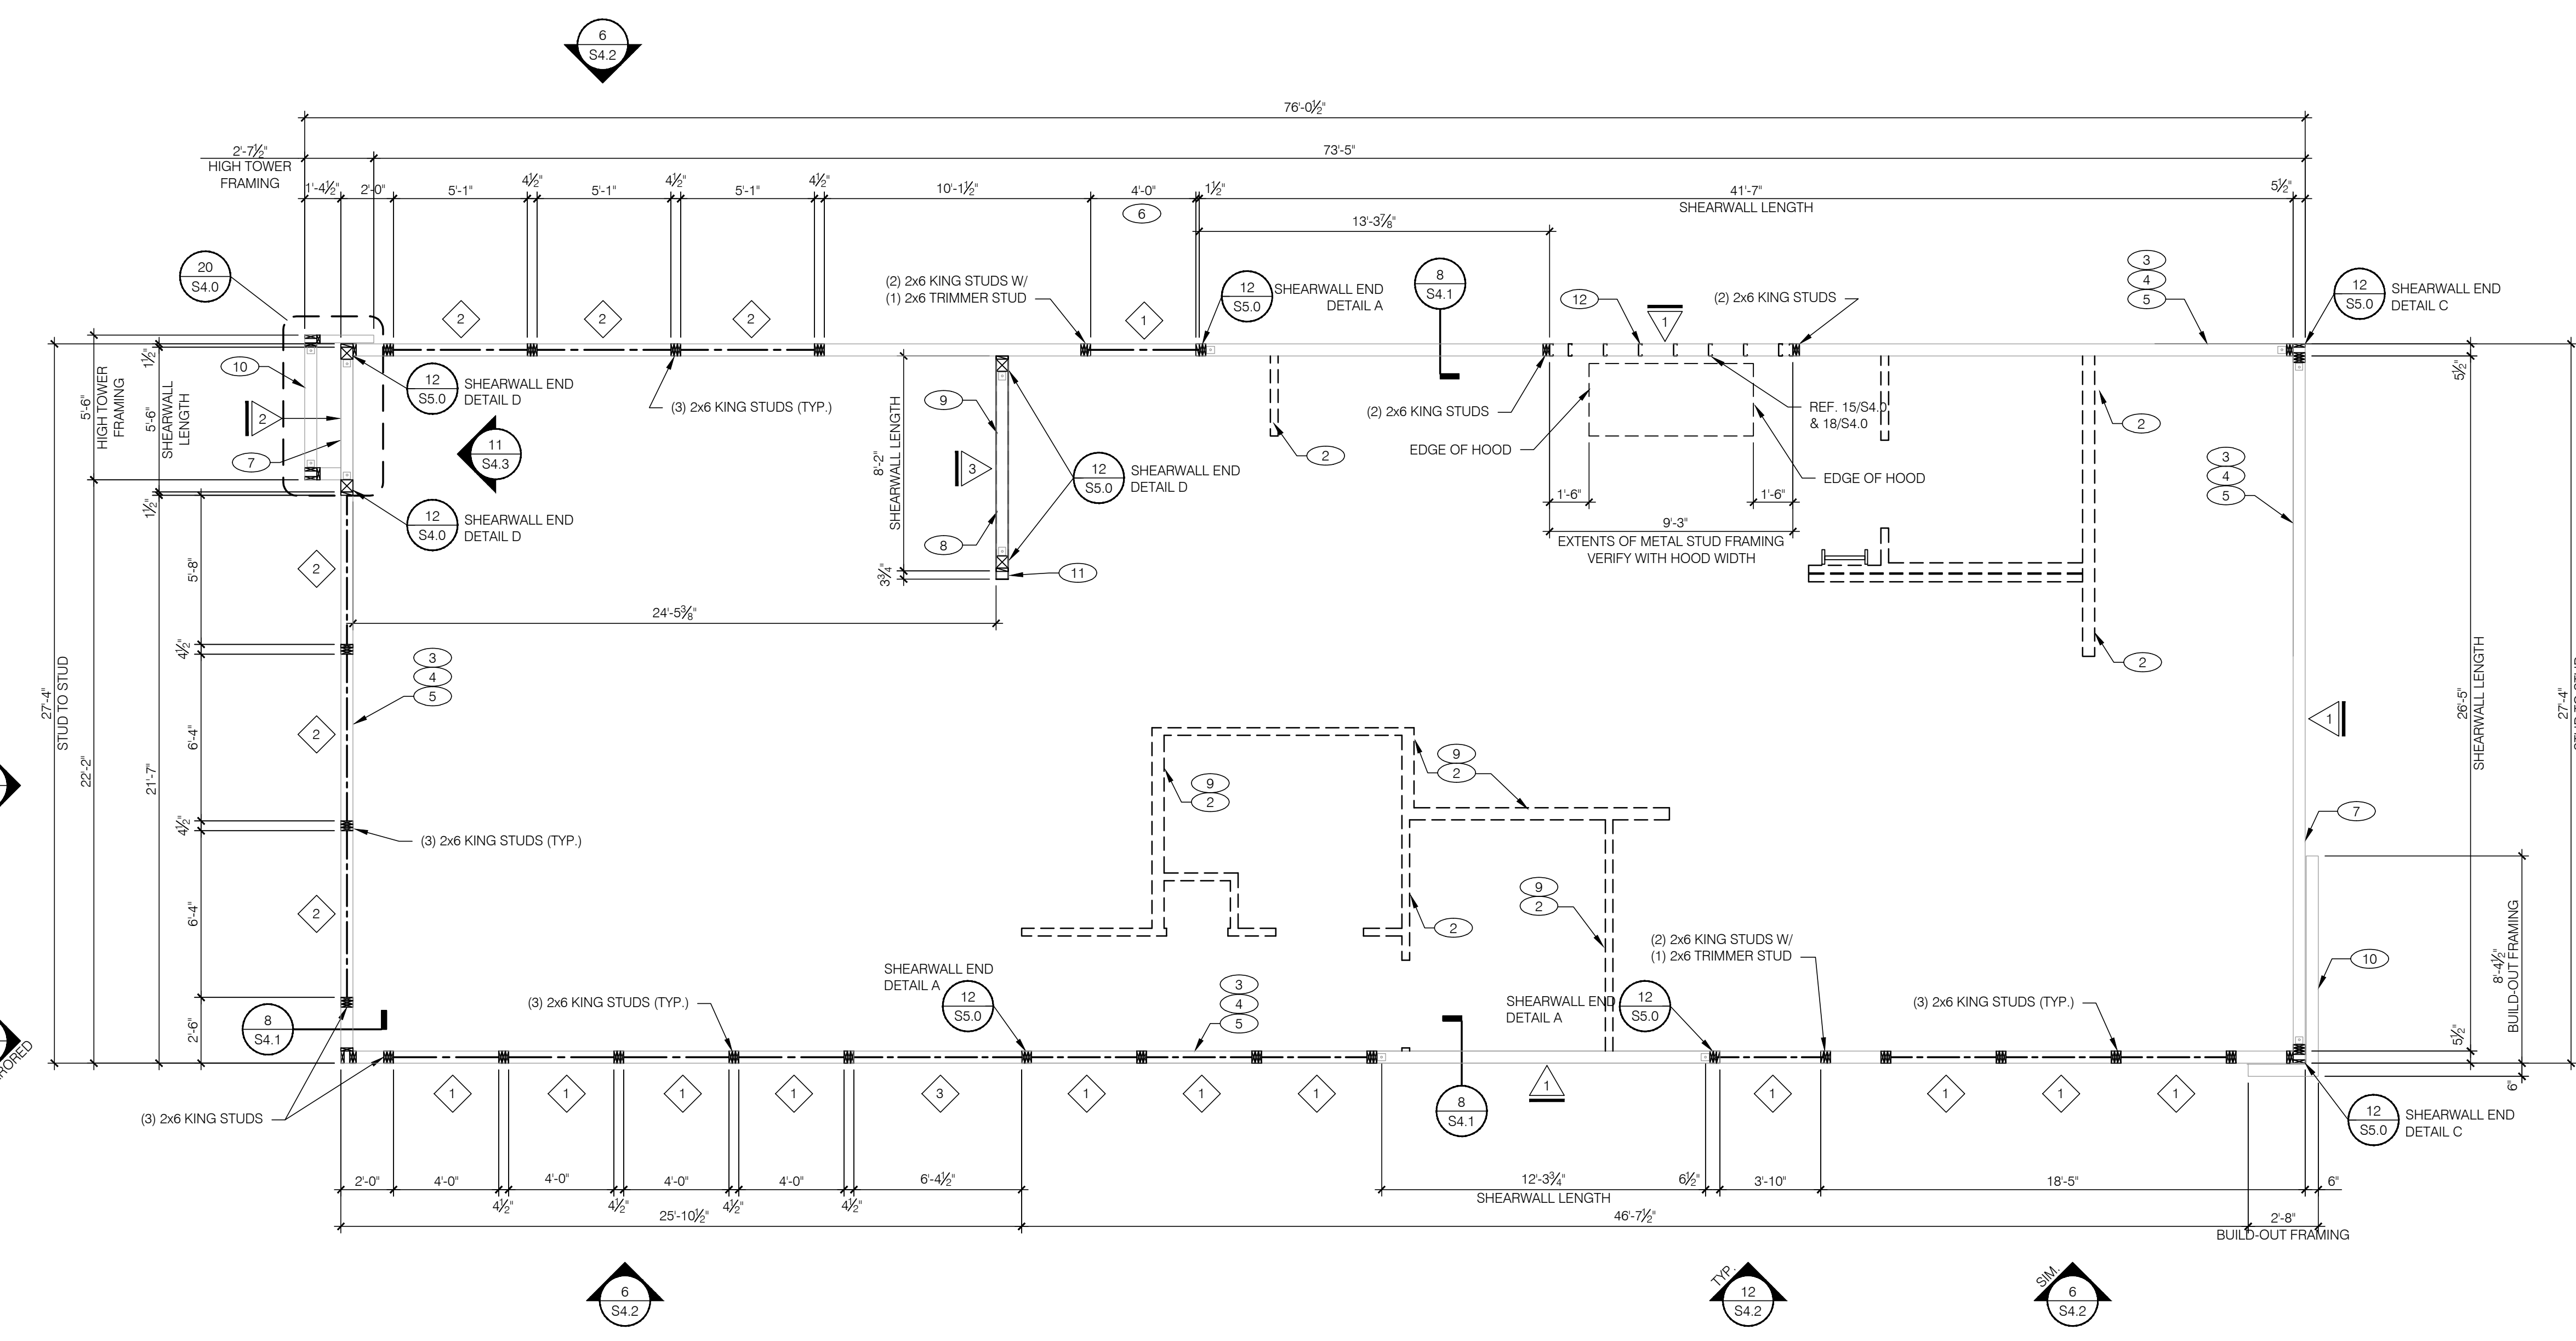 6
S4.2
76'-0½"
2'-7½"
HIGH TOWER
FRAMING
73'-5"
1'-4½"
2'-0"
5'-1"
4½"
5'-1"
4½"
5'-1"
4½"
10'-1½"
4'-0"
1½"
41'-7"
SHEARWALL LENGTH
5½"
6
13'-3⅞"
20
S4.0
2
2
2
(2) 2x6 KING STUDS W/
(1) 2x6 TRIMMER STUD
1
12
S5.0
SHEARWALL END
DETAIL A
8
S4.1
12
1
(2) 2x6 KING STUDS
3
4
5
12
S5.0
SHEARWALL END
DETAIL C
1½"
10
5'-6"
HIGH TOWER
FRAMING
5'-6"
SHEARWALL
LENGTH
2
7
1½"
12
S5.0
SHEARWALL END
DETAIL D
11
S4.3
12
S4.0
SHEARWALL END
DETAIL D
(3) 2x6 KING STUDS (TYP.)
9
8'-2"
SHEARWALL LENGTH
3
8
3¾"
11
12
S5.0
SHEARWALL END
DETAIL D
2
(2) 2x6 KING STUDS
EDGE OF HOOD
REF. 15/S4.0
& 18/S4.0
EDGE OF HOOD
1'-6"
1'-6"
9'-3"
EXTENTS OF METAL STUD FRAMING
VERIFY WITH HOOD WIDTH
2
2
3
4
5
5½"
27'-4"
STUD TO STUD
22'-2"
21'-7"
5'-8"
4½"
6'-4"
4½"
6'-4"
2'-6"
2
2
2
24'-5⅜"
3
4
5
(3) 2x6 KING STUDS (TYP.)
9
2
9
2
9
2
2
1
26'-5"
SHEARWALL LENGTH
27'-4"
7
10
8'-4½"
BUILD-OUT FRAMING
5½"
6"
8
S4.1
(3) 2x6 KING STUDS
(3) 2x6 KING STUDS (TYP.)
SHEARWALL END
DETAIL A
12
S5.0
3
4
5
SHEARWALL END
DETAIL A
12
S5.0
(2) 2x6 KING STUDS W/
(1) 2x6 TRIMMER STUD
(3) 2x6 KING STUDS (TYP.)
1
1
1
1
3
1
1
1
8
S4.1
1
1
1
1
1
12
S5.0
SHEARWALL END
DETAIL C
2'-0"
4'-0"
4½"
4'-0"
4½"
4'-0"
4½"
4'-0"
4½"
6'-4½"
12'-3¾"
SHEARWALL LENGTH
6½"
3'-10"
18'-5"
6"
25'-10½"
46'-7½"
2'-8"
BUILD-OUT FRAMING
6
S4.2
TYP.
12
S4.2
SIM.
6
S4.2